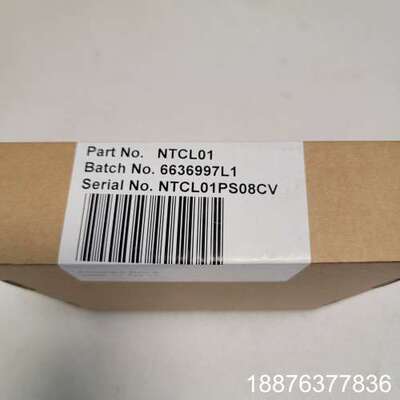 Part No. NTCL01
Batch No. 6636997L1
Serial No. NTCL01PS08CV
18876377836